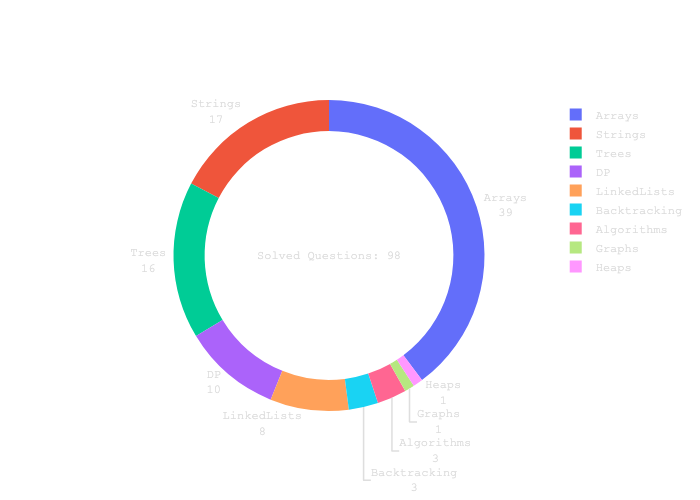 Strings
17
Arrays
39
Trees
16
Solved Questions: 98
DP
10
LinkedLists
8
Heaps
1
Graphs
1
Algorithms
3
Backtracking
3
Arrays
Strings
Trees
DP
LinkedLists
Backtracking
Algorithms
Graphs
Heaps